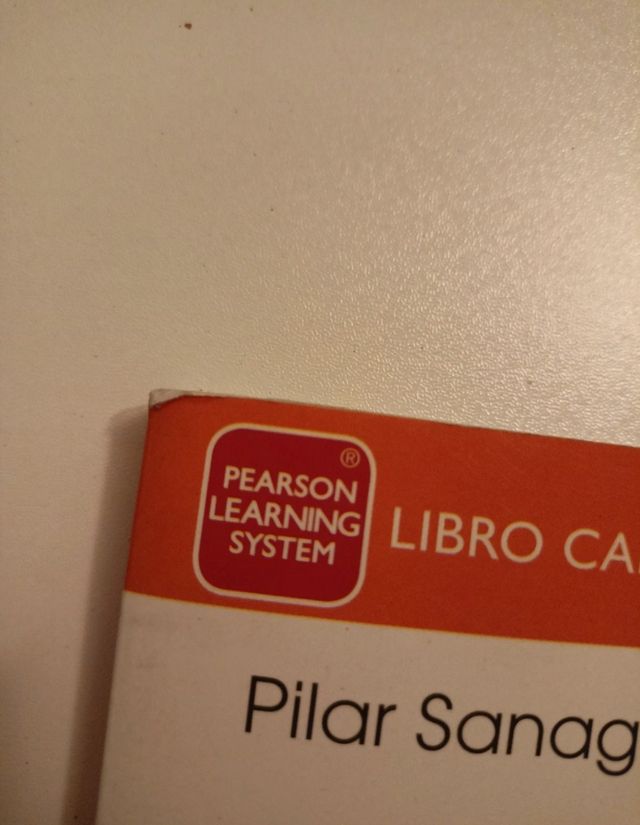 PEARSON ®
LEARNING
SYSTEM
LIBRO CA
Pilar Sanag